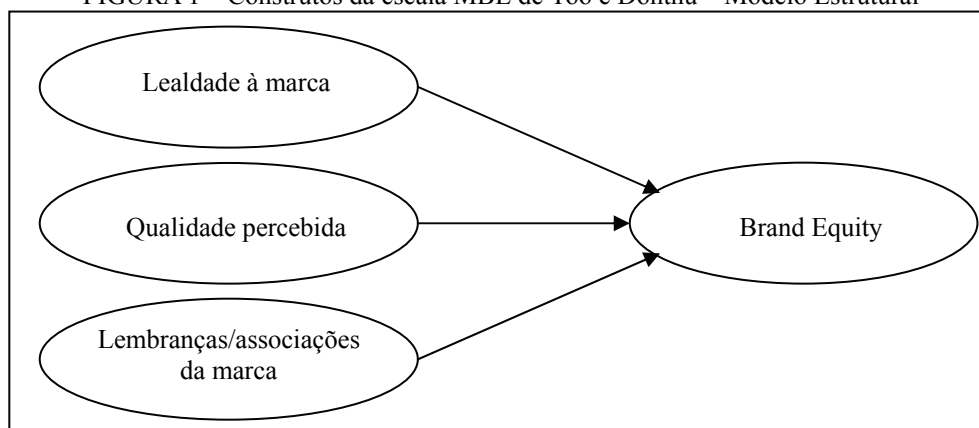 FIGURA 1 – Construtos da escala MBE de Yoo e Donthu – Modelo Estrutural
Lealdade à marca
Qualidade percebida
Brand Equity
Lembranças/associações
da marca